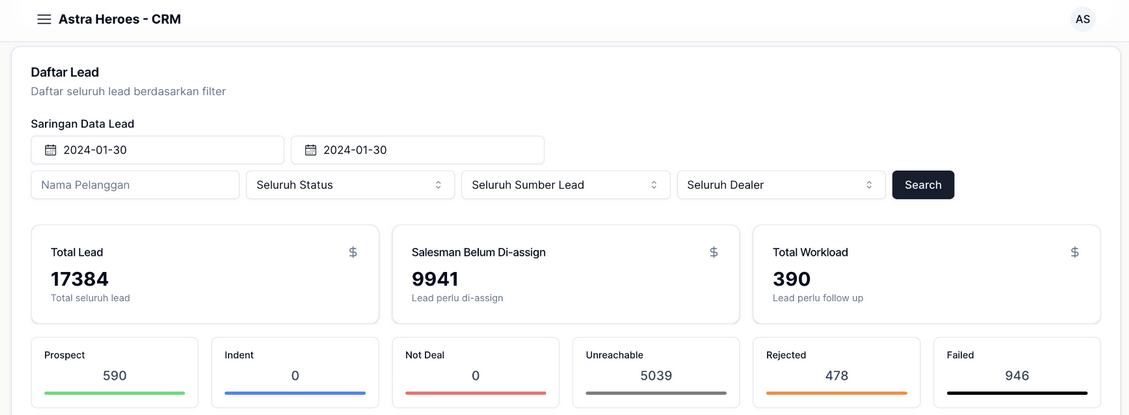 Astra Heroes - CRM
AS
Daftar Lead
Daftar seluruh lead berdasarkan filter
Saringan Data Lead
2024-01-30 2024-01-30
Nama Pelanggan Seluruh Status Seluruh Sumber Lead Seluruh Dealer Search
Total Lead $
17384
Total seluruh lead
Salesman Belum Di-assign $
9941
Lead perlu di-assign
Total Workload $
390
Lead perlu follow up
Prospect
590
Indent
0
Not Deal
0
Unreachable
5039
Rejected
478
Failed
946